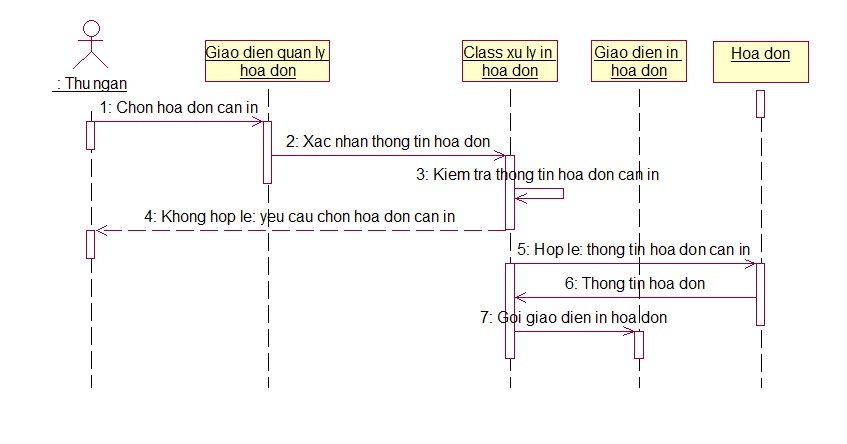 : Thu ngan
Giao dien quan ly
hoa don
Class xu ly in
hoa don
Giao dien in
hoa don
Hoa don
1: Chon hoa don can in
2: Xac nhan thong tin hoa don
3: Kiem tra thong tin hoa don can in
4: Khong hop le: yeu cau chon hoa don can in
5: Hop le: thong tin hoa don can in
6: Thong tin hoa don
7: Goi giao dien in hoa don